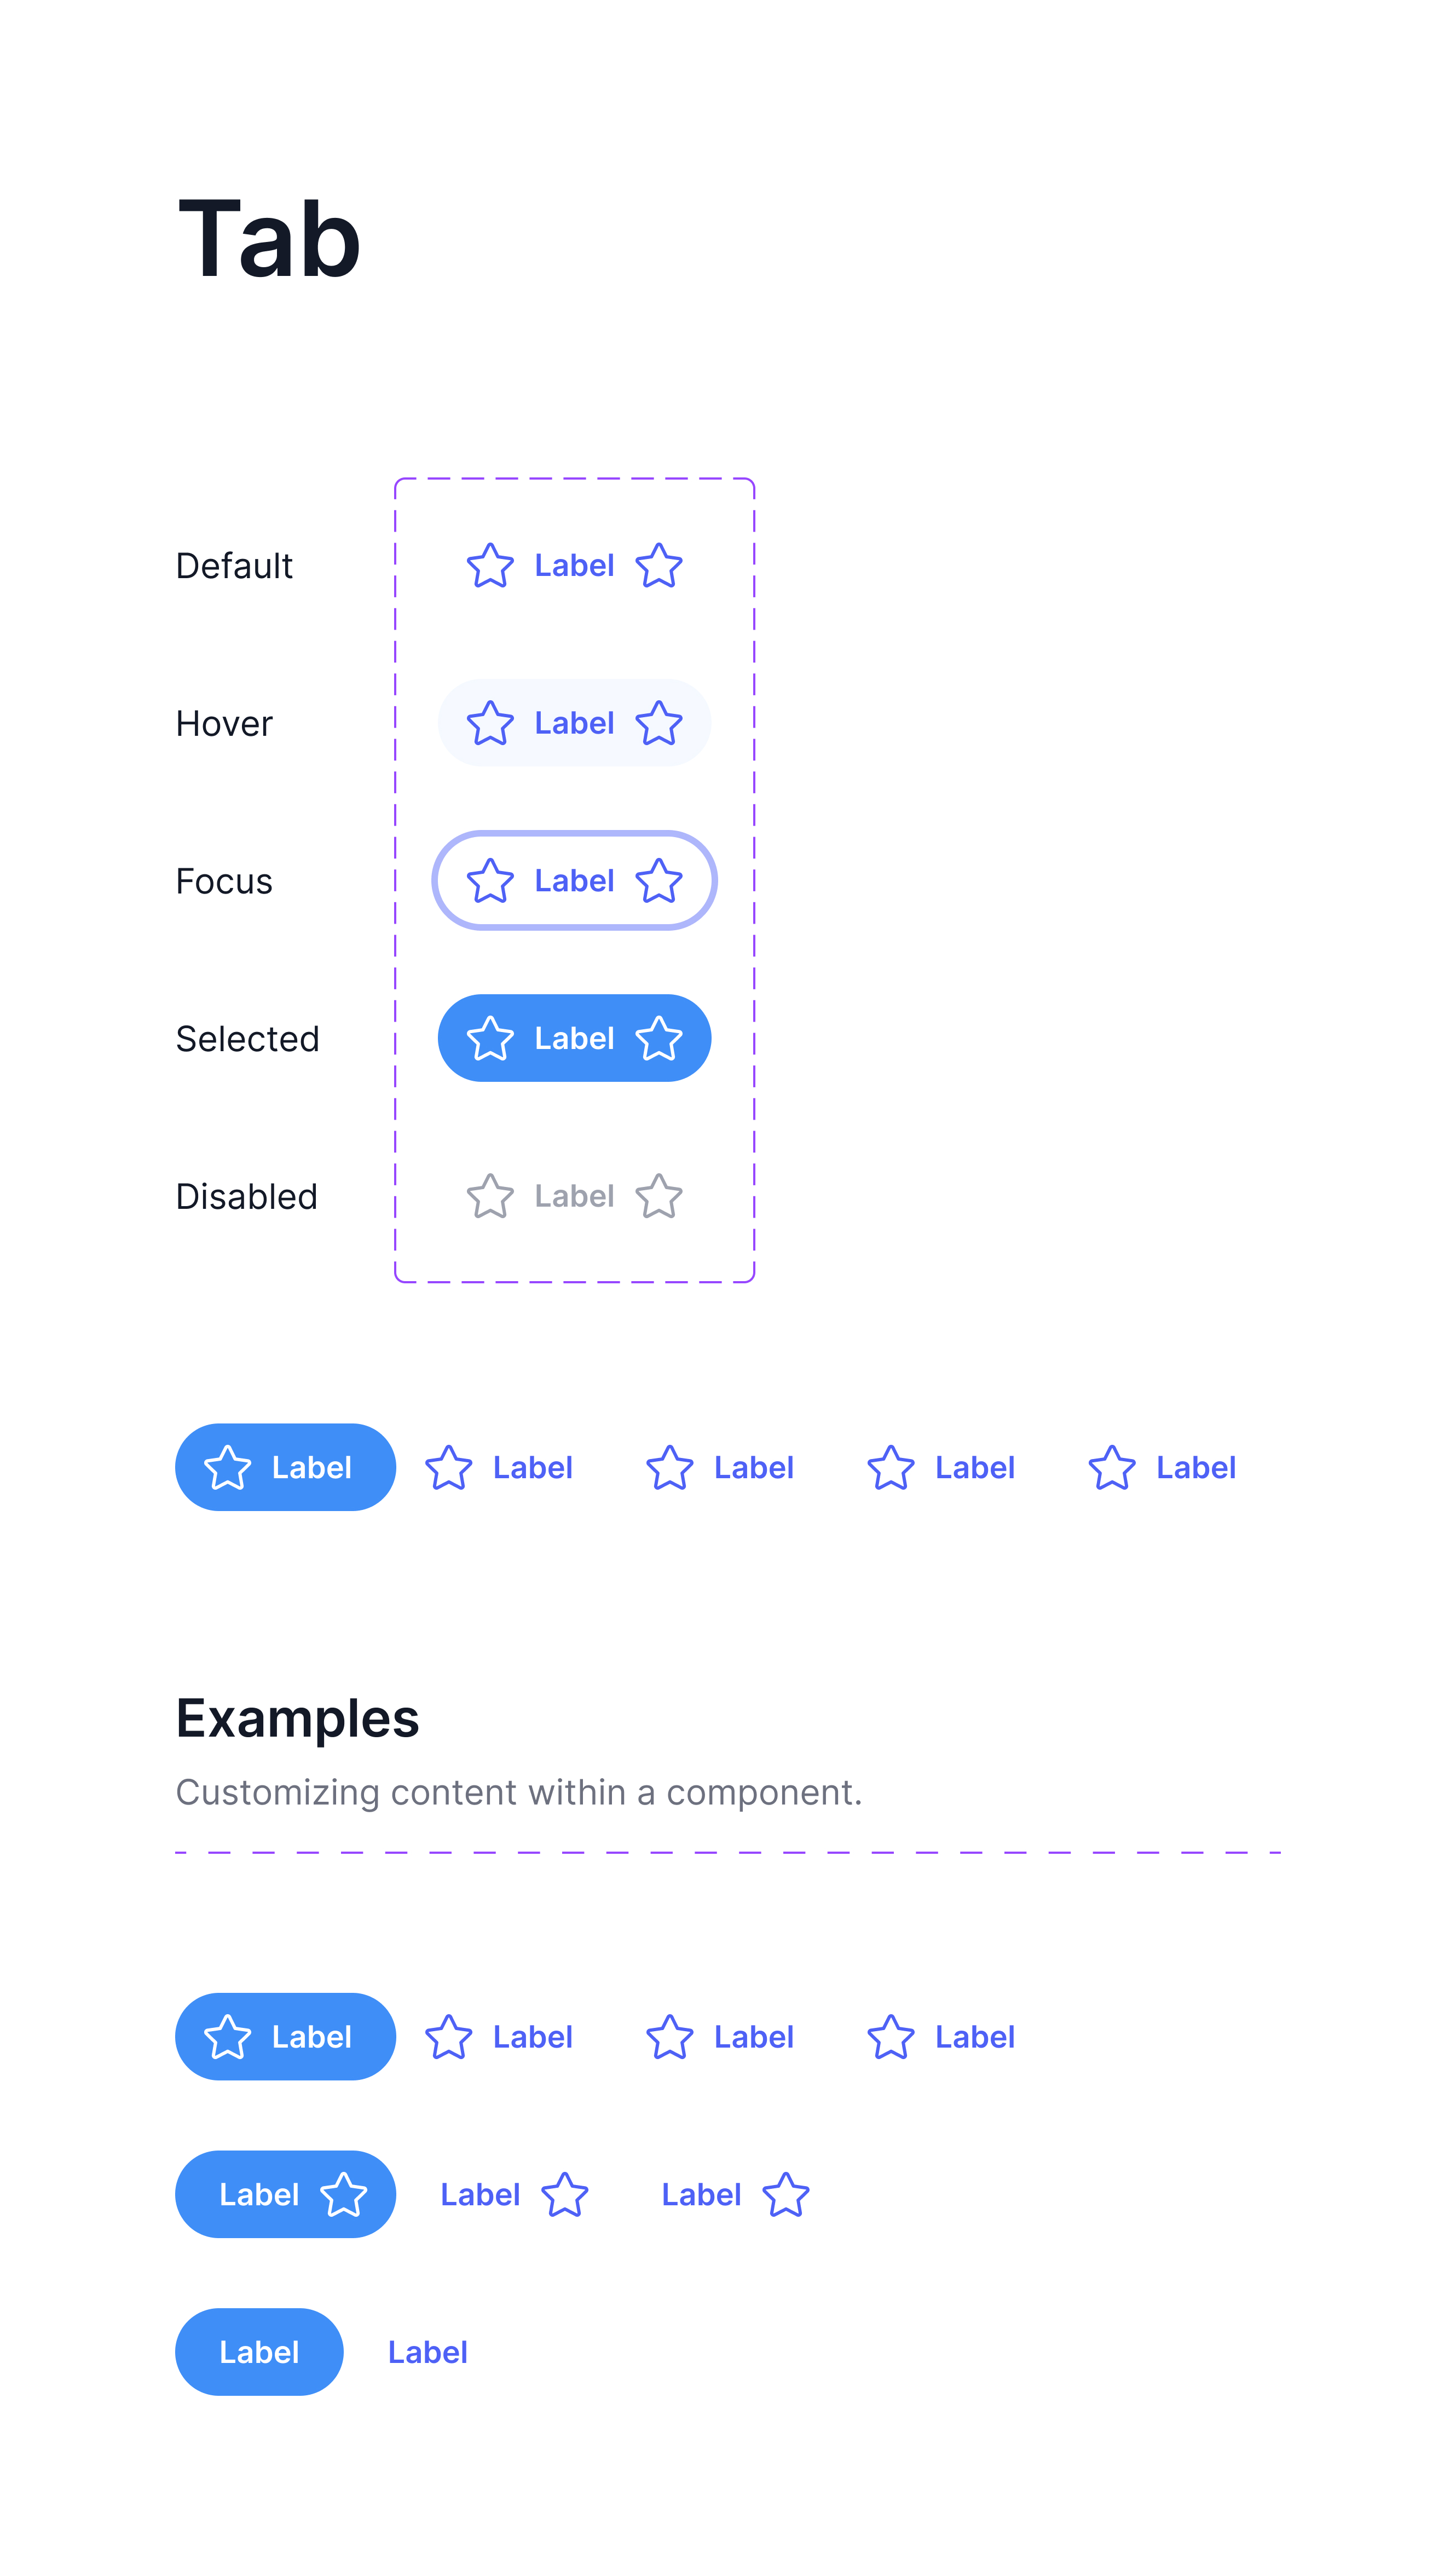 Tab
Default Label
Hover Label
Focus Label
Selected Label
Disabled Label
Label Label Label Label Label
Examples
Customizing content within a component.
Label Label Label Label
Label Label Label
Label Label